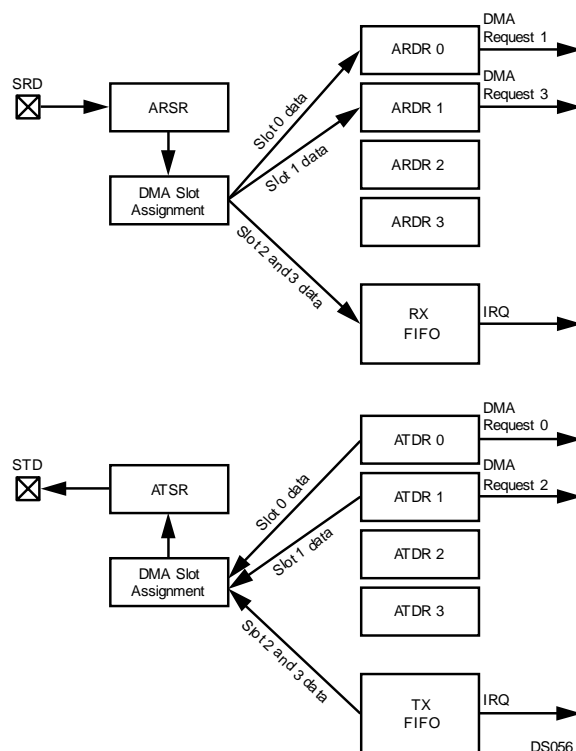 DMA
Request 1
ARDR 0
SRD
DMA
Request 3
ARSR
ARDR 1
Slot 0 data
Slot 1 data
DMA Slot
Assignment
ARDR 2
ARDR 3
Slot 2 and 3 data
RX
FIFO
IRQ
DMA
Request 0
ATDR 0
STD
DMA
Request 2
ATSR
ATDR 1
Slot 0 data
Slot 1 data
DMA Slot
Assignment
ATDR 2
ATDR 3
Slot 2 and 3 data
TX
FIFO
IRQ
DS056